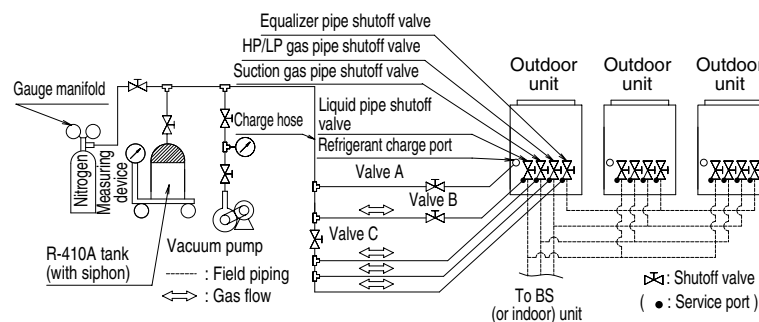 Equalizer pipe shutoff valve
HP/LP gas pipe shutoff valve
Suction gas pipe shutoff valve
Outdoor
unit
Outdoor
unit
Outdoor
unit
Gauge manifold
Charge hose
Liquid pipe shutoff
valve
Refrigerant charge port
Nitrogen
Measuring
device
Valve A
Valve B
Valve C
R-410A tank
(with siphon)
Vacuum pump
: Field piping
: Gas flow
To BS
(or indoor) unit
: Shutoff valve
( : Service port )